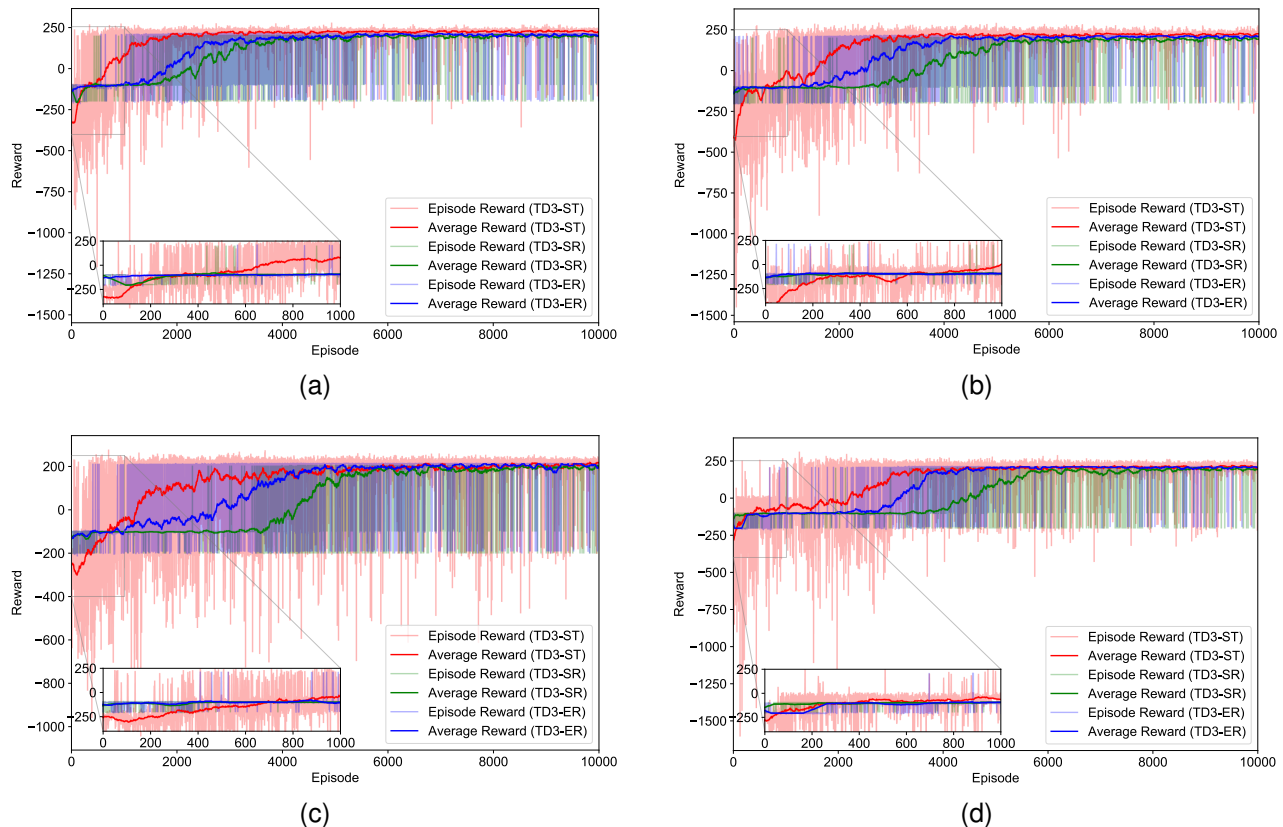 250
0
−250
−500
−750
−1000
−1250
−1500
Reward
0
2000
4000
6000
8000
10000
Episode
Episode Reward (TD3-ST)
Average Reward (TD3-ST)
Episode Reward (TD3-SR)
Average Reward (TD3-SR)
Episode Reward (TD3-ER)
Average Reward (TD3-ER)
250
0
−250
0
200
400
600
800
1000
(a)
250
0
−250
−500
−750
−1000
−1250
−1500
Reward
0
2000
4000
6000
8000
10000
Episode
Episode Reward (TD3-ST)
Average Reward (TD3-ST)
Episode Reward (TD3-SR)
Average Reward (TD3-SR)
Episode Reward (TD3-ER)
Average Reward (TD3-ER)
250
0
−250
0
200
400
600
800
1000
(b)
200
0
−200
−400
−600
−800
−1000
Reward
0
2000
4000
6000
8000
10000
Episode
Episode Reward (TD3-ST)
Average Reward (TD3-ST)
Episode Reward (TD3-SR)
Average Reward (TD3-SR)
Episode Reward (TD3-ER)
Average Reward (TD3-ER)
250
0
−250
0
200
400
600
800
1000
(c)
250
0
−250
−500
−750
−1000
−1250
−1500
Reward
0
2000
4000
6000
8000
10000
Episode
Episode Reward (TD3-ST)
Average Reward (TD3-ST)
Episode Reward (TD3-SR)
Average Reward (TD3-SR)
Episode Reward (TD3-ER)
Average Reward (TD3-ER)
250
0
−250
0
200
400
600
800
1000
(d)